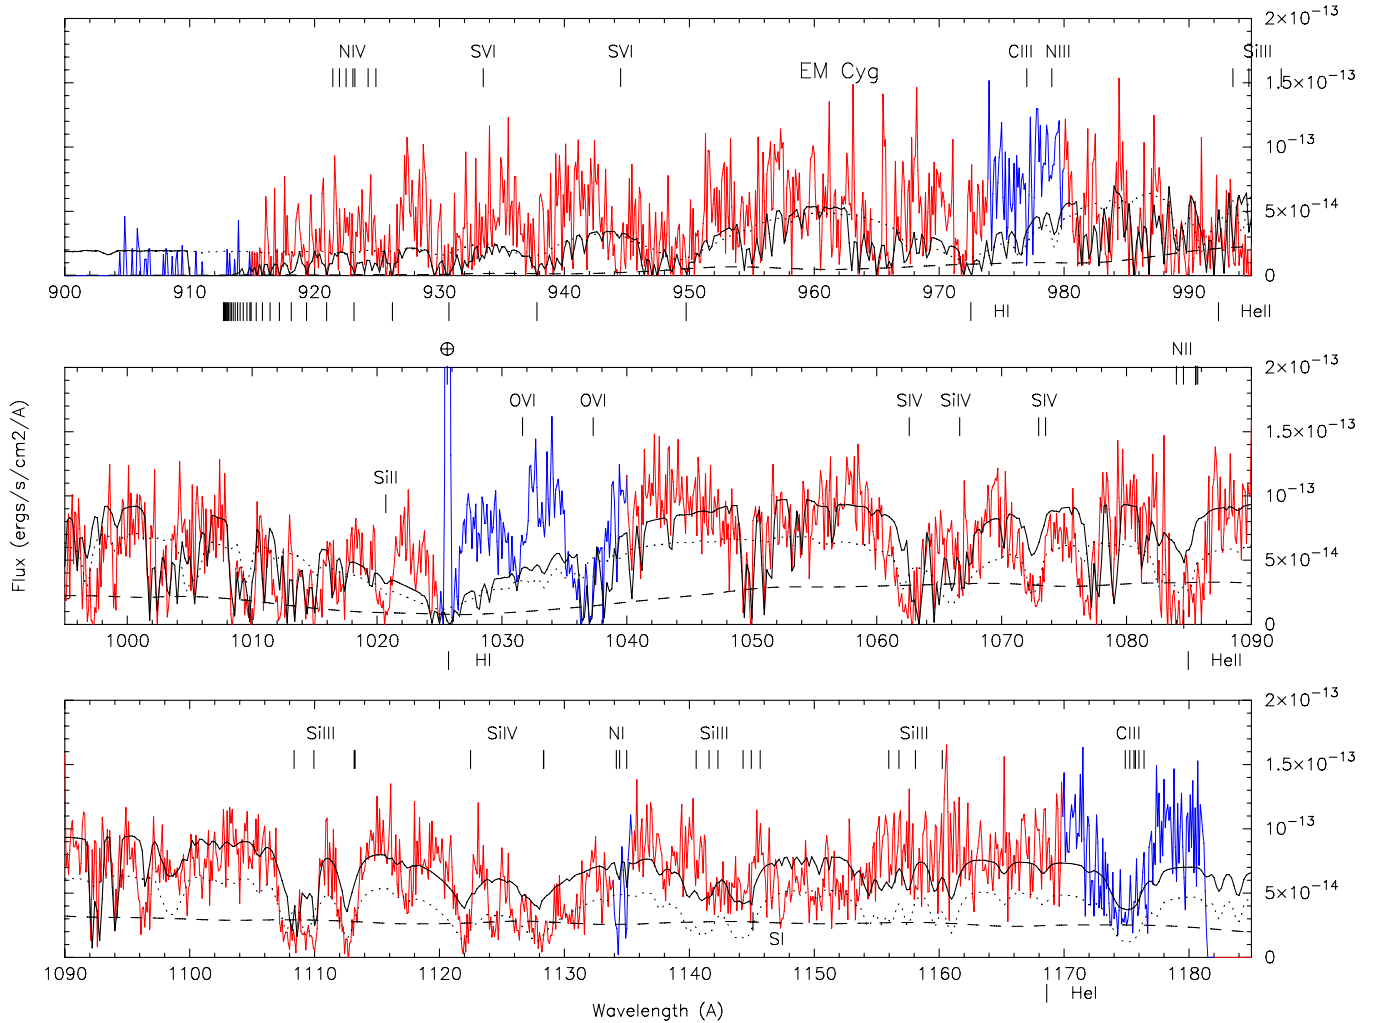 2×10⁻¹³
NIV SVI SVI CIII NIII SiIII
EM Cyg
1.5×10⁻¹³
10⁻¹³
5×10⁻¹⁴
0
900 910 920 930 940 950 960 970 980 990
HI HeII
⊕ NII
2×10⁻¹³
OVI OVI SIV SiIV SIV
1.5×10⁻¹³
SiII
10⁻¹³
5×10⁻¹⁴
0
Flux (ergs/s/cm2/A)
1000 1010 1020 1030 1040 1050 1060 1070 1080 1090
HI HeII
2×10⁻¹³
SiIII SiIV NI SiIII SiIII CIII
1.5×10⁻¹³
10⁻¹³
5×10⁻¹⁴
SI
0
1090 1100 1110 1120 1130 1140 1150 1160 1170 1180
HeI
Wavelength (A)